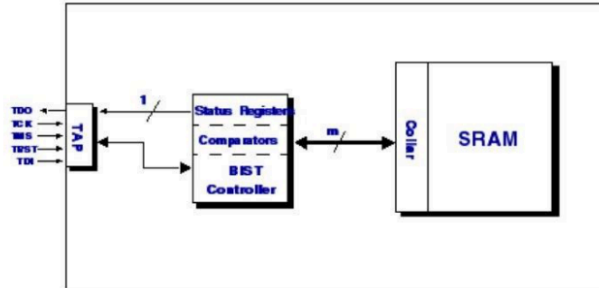 TDO
TCK
TMS
TRST
TDI
TAP
1
Status Registers
Comparators
BIST
Controller
m
Collar
SRAM